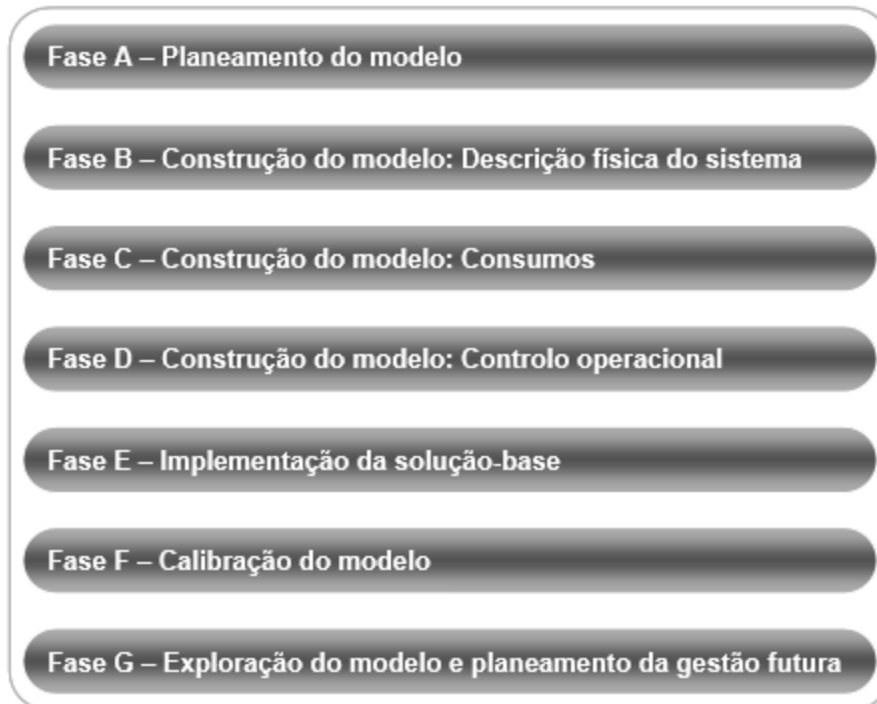 Fase A – Planeamento do modelo
Fase B – Construção do modelo: Descrição física do sistema
Fase C – Construção do modelo: Consumos
Fase D – Construção do modelo: Controlo operacional
Fase E – Implementação da solução-base
Fase F – Calibração do modelo
Fase G – Exploração do modelo e planeamento da gestão futura